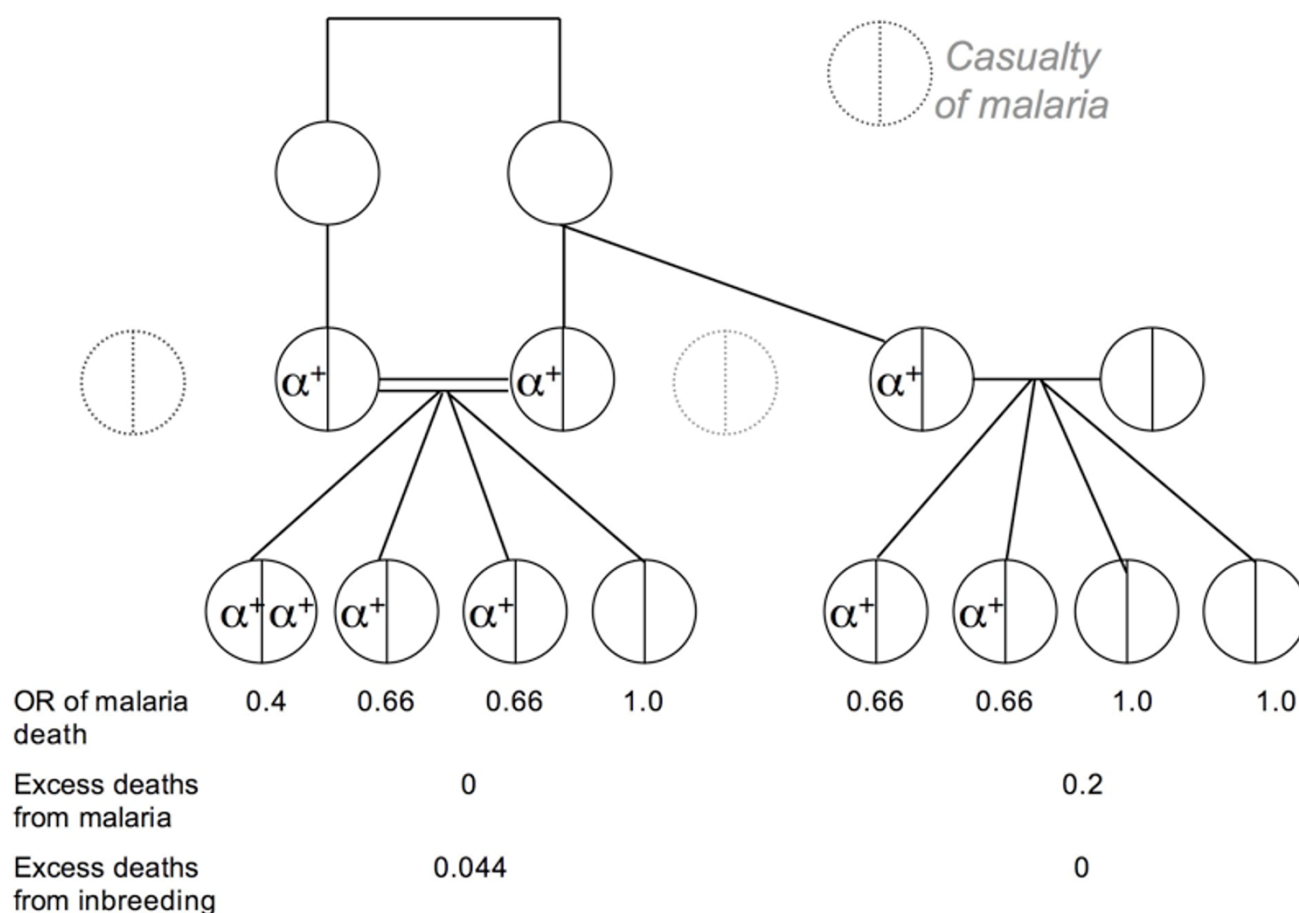 Casualty
of malaria
α⁺ α⁺ α⁺
α⁺ α⁺ α⁺ α⁺ α⁺ α⁺
OR of malaria death 0.4 0.66 0.66 1.0 0.66 0.66 1.0 1.0
Excess deaths from malaria 0 0.2
Excess deaths from inbreeding 0.044 0